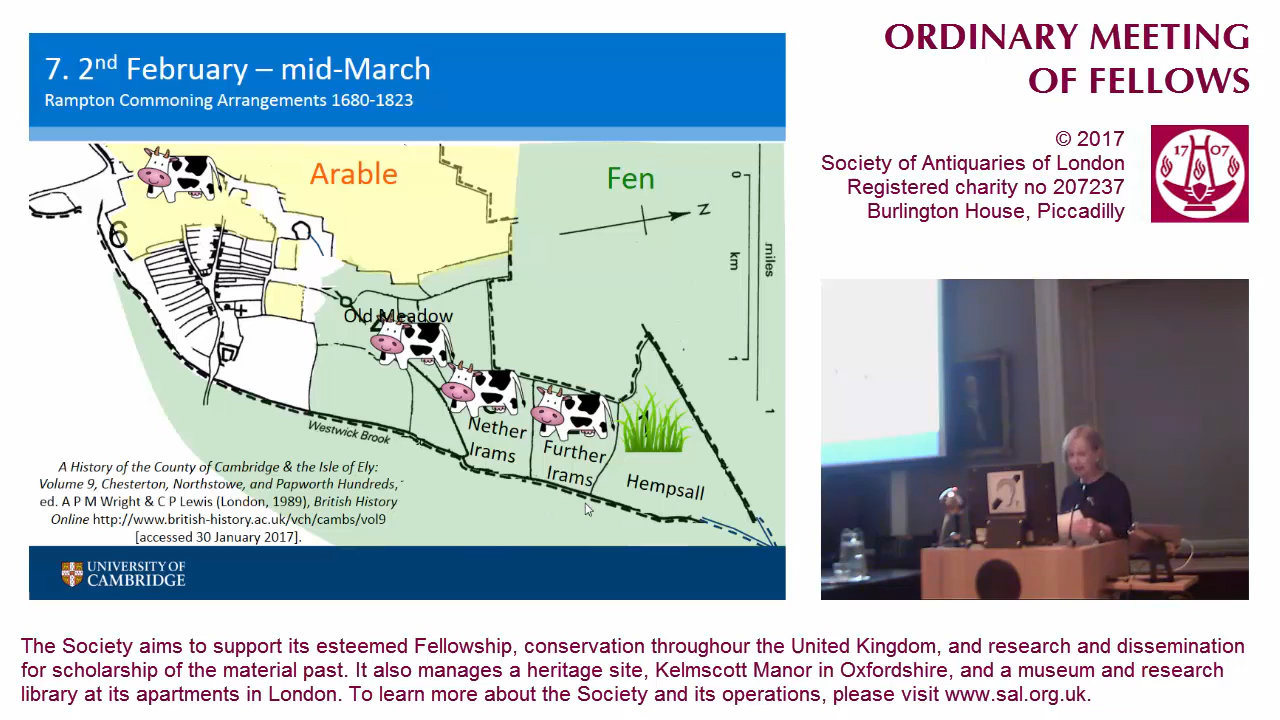 7. 2nd February – mid-March
Rampton Commoning Arrangements 1680-1823
Arable
Fen
N
0
6
km
miles
Old Meadow
1
1
Nether
Irams
Further
Irams
Hempsall
Westwick Brook
A History of the County of Cambridge & the Isle of Ely:
Volume 9, Chesterton, Northstowe, and Papworth Hundreds,
ed. A P M Wright & C P Lewis (London, 1989), British History
Online http://www.british-history.ac.uk/vch/cambs/vol9
[accessed 30 January 2017].
UNIVERSITY OF
CAMBRIDGE
ORDINARY MEETING
OF FELLOWS
© 2017
Society of Antiquaries of London
Registered charity no 207237
Burlington House, Piccadilly
17 07
The Society aims to support its esteemed Fellowship, conservation throughour the United Kingdom, and research and dissemination
for scholarship of the material past. It also manages a heritage site, Kelmscott Manor in Oxfordshire, and a museum and research
library at its apartments in London. To learn more about the Society and its operations, please visit www.sal.org.uk.